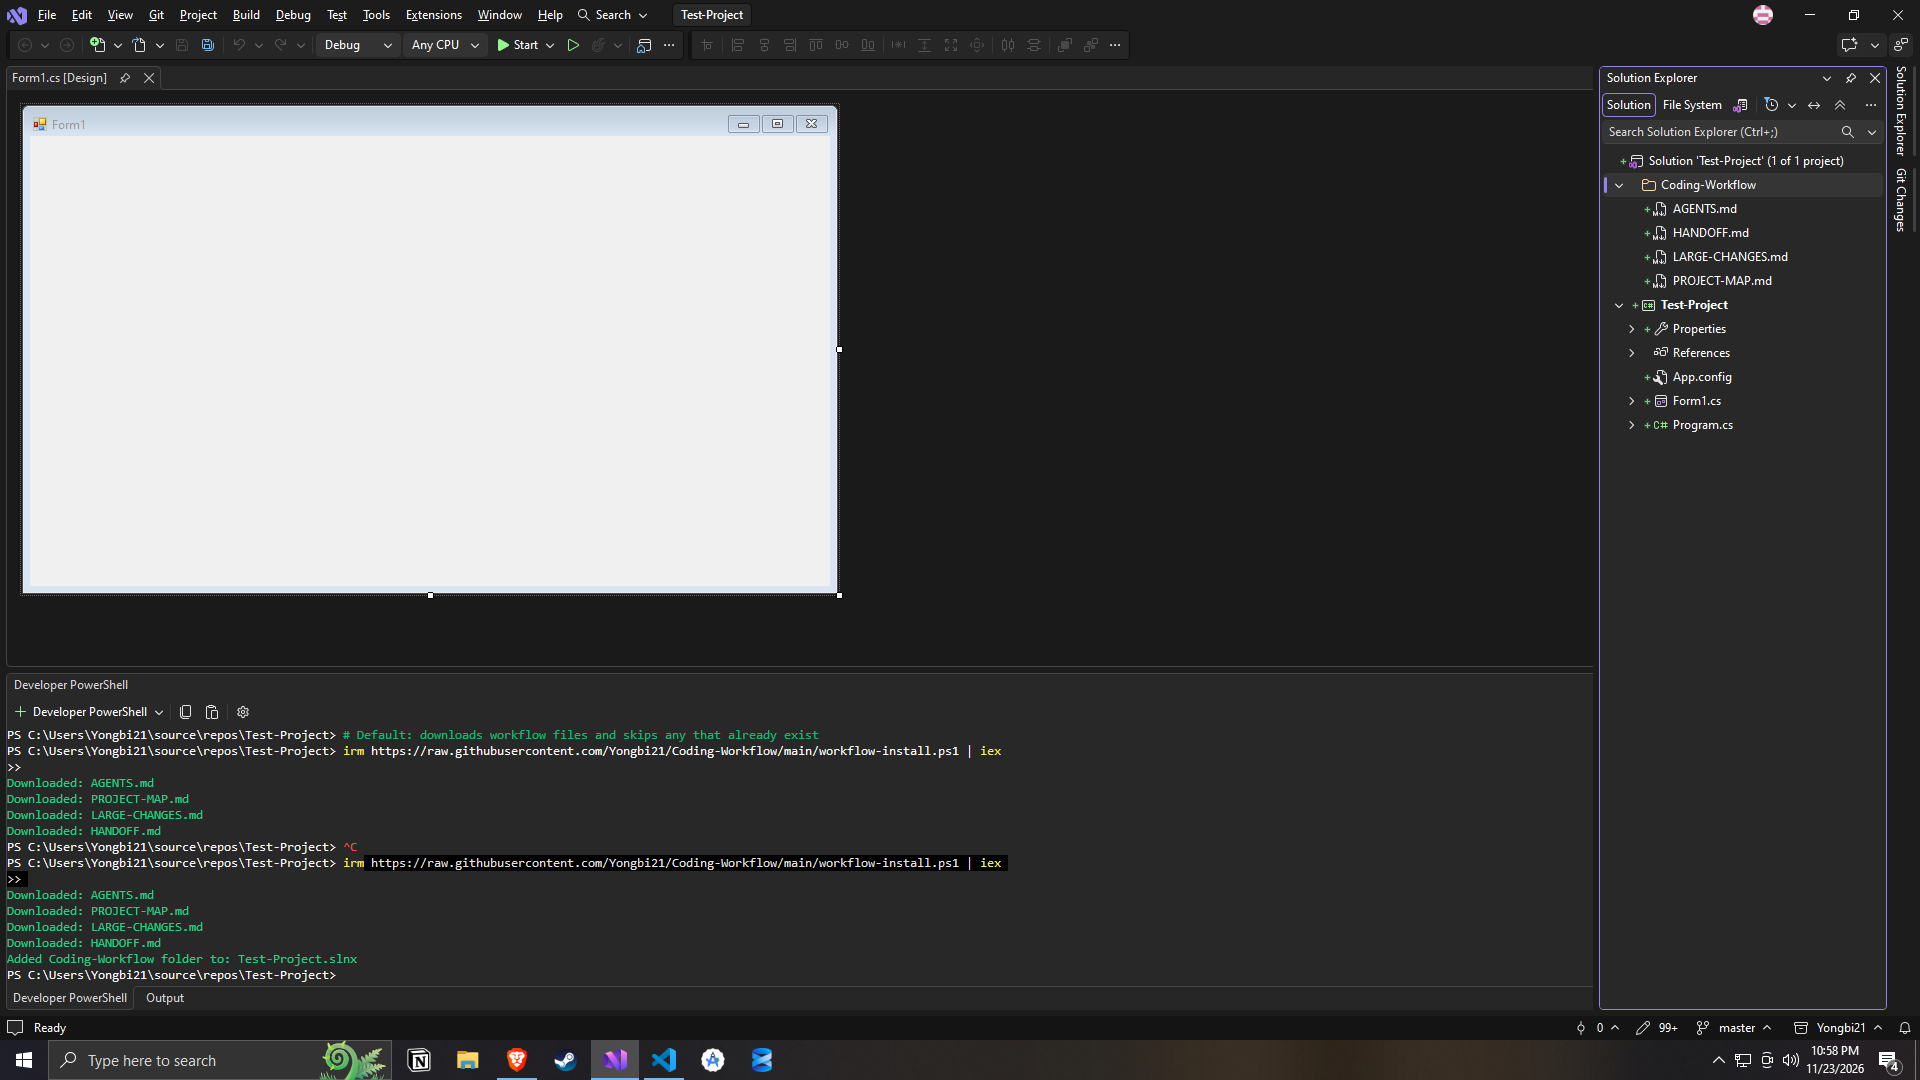 File Edit View Git Project Build Debug Test Tools Extensions Window Help Search Test-Project
Debug Any CPU Start
Form1.cs [Design]
Form1
Solution Explorer
Solution File System
Search Solution Explorer (Ctrl+;)
Solution 'Test-Project' (1 of 1 project)
Coding-Workflow
AGENTS.md
HANDOFF.md
LARGE-CHANGES.md
PROJECT-MAP.md
Test-Project
Properties
References
App.config
Form1.cs
C# Program.cs
Solution Explorer
Git Changes
Developer PowerShell
Developer PowerShell
PS C:\Users\Yongbi21\source\repos\Test-Project> # Default: downloads workflow files and skips any that already exist
PS C:\Users\Yongbi21\source\repos\Test-Project> irm https://raw.githubusercontent.com/Yongbi21/Coding-Workflow/main/workflow-install.ps1 | iex
>>
Downloaded: AGENTS.md
Downloaded: PROJECT-MAP.md
Downloaded: LARGE-CHANGES.md
Downloaded: HANDOFF.md
PS C:\Users\Yongbi21\source\repos\Test-Project> ^C
PS C:\Users\Yongbi21\source\repos\Test-Project> irm https://raw.githubusercontent.com/Yongbi21/Coding-Workflow/main/workflow-install.ps1 | iex
>>
Downloaded: AGENTS.md
Downloaded: PROJECT-MAP.md
Downloaded: LARGE-CHANGES.md
Downloaded: HANDOFF.md
Added Coding-Workflow folder to: Test-Project.slnx
PS C:\Users\Yongbi21\source\repos\Test-Project>
Developer PowerShell Output
Ready 0 99+ master Yongbi21
Type here to search
10:58 PM
11/23/2026
4